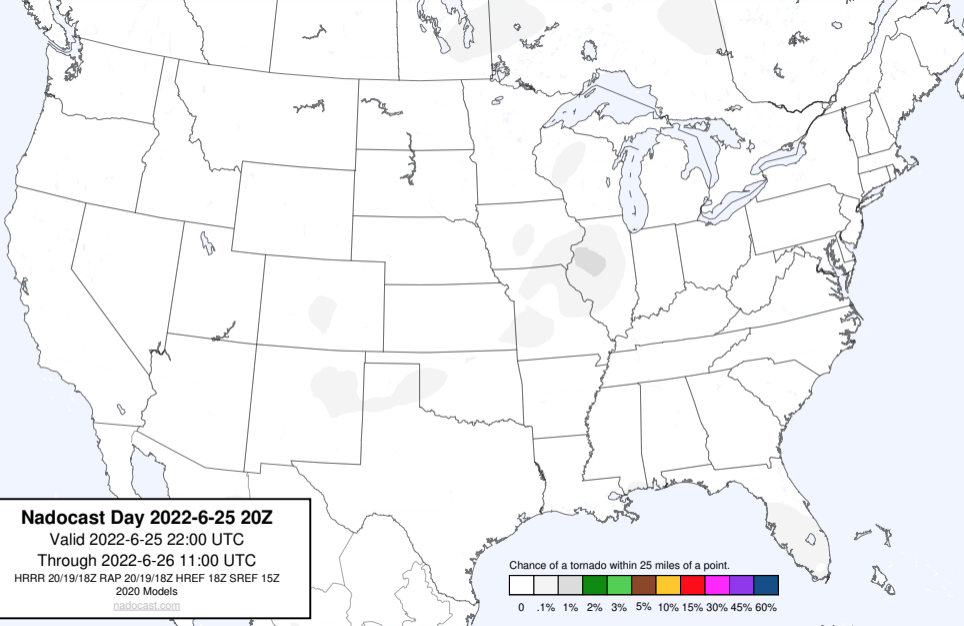 Nadocast Day 2022-6-25 20Z
Valid 2022-6-25 22:00 UTC
Through 2022-6-26 11:00 UTC
HRRR 20/19/18Z RAP 20/19/18Z HREF 18Z SREF 15Z
2020 Models
nadocast.com
Chance of a tornado within 25 miles of a point.
0 .1% 1% 2% 3% 5% 10% 15% 30% 45% 60%